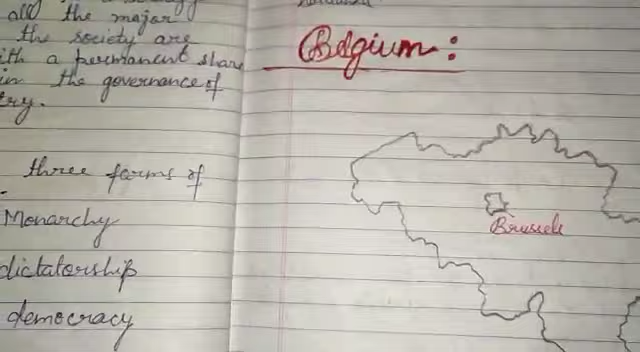 all the major
the society are
ith a permanent share
in the governance of
ry.
three forms of
Monarchy
dictatorship
democracy
Belgium:
Brussels